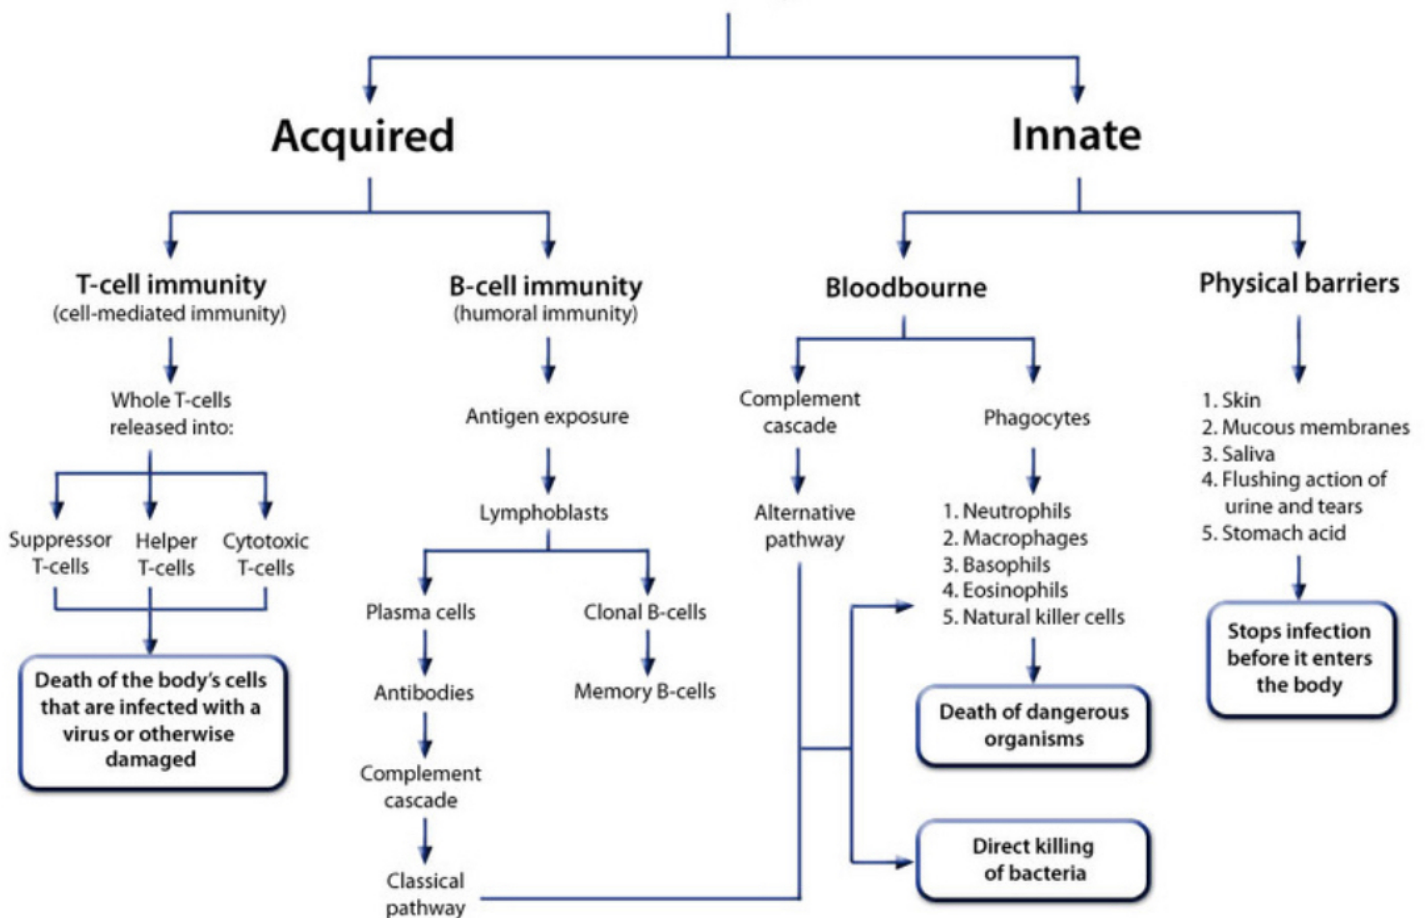 Acquired
Innate
T-cell immunity
(cell-mediated immunity)
B-cell immunity
(humoral immunity)
Bloodbourne
Physical barriers
Whole T-cells
released into:
Antigen exposure
Complement
cascade
Phagocytes
1. Skin
2. Mucous membranes
3. Saliva
4. Flushing action of
urine and tears
5. Stomach acid
Suppressor
T-cells
Helper
T-cells
Cytotoxic
T-cells
Lymphoblasts
Alternative
pathway
1. Neutrophils
2. Macrophages
3. Basophils
4. Eosinophils
5. Natural killer cells
Plasma cells
Clonal B-cells
Stops infection
before it enters
the body
Death of the body's cells
that are infected with a
virus or otherwise
damaged
Antibodies
Memory B-cells
Death of dangerous
organisms
Complement
cascade
Direct killing
of bacteria
Classical
pathway